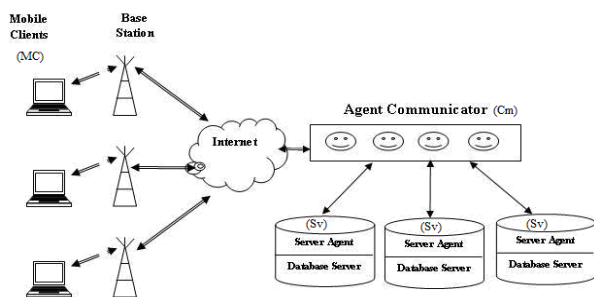 Mobile
Clients
(MC)
Base
Station
Internet
Agent Communicator (Cm)
(Sv)
Server Agent
Database Server
(Sv)
Server Agent
Database Server
(Sv)
Server Agent
Database Server